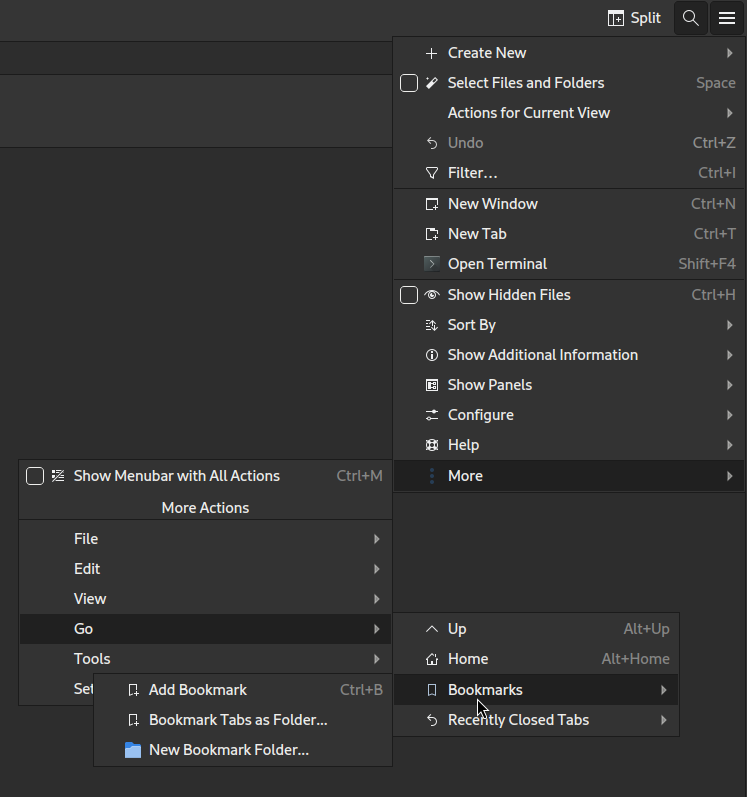 Split
Create New
Select Files and Folders Space
Actions for Current View
Undo Ctrl+Z
Filter... Ctrl+I
New Window Ctrl+N
New Tab Ctrl+T
Open Terminal Shift+F4
Show Hidden Files Ctrl+H
Sort By
Show Additional Information
Show Panels
Configure
Help
More
Show Menubar with All Actions Ctrl+M
More Actions
File
Edit
View
Go
Tools
Set
Up Alt+Up
Home Alt+Home
Bookmarks
Recently Closed Tabs
Add Bookmark Ctrl+B
Bookmark Tabs as Folder...
New Bookmark Folder...